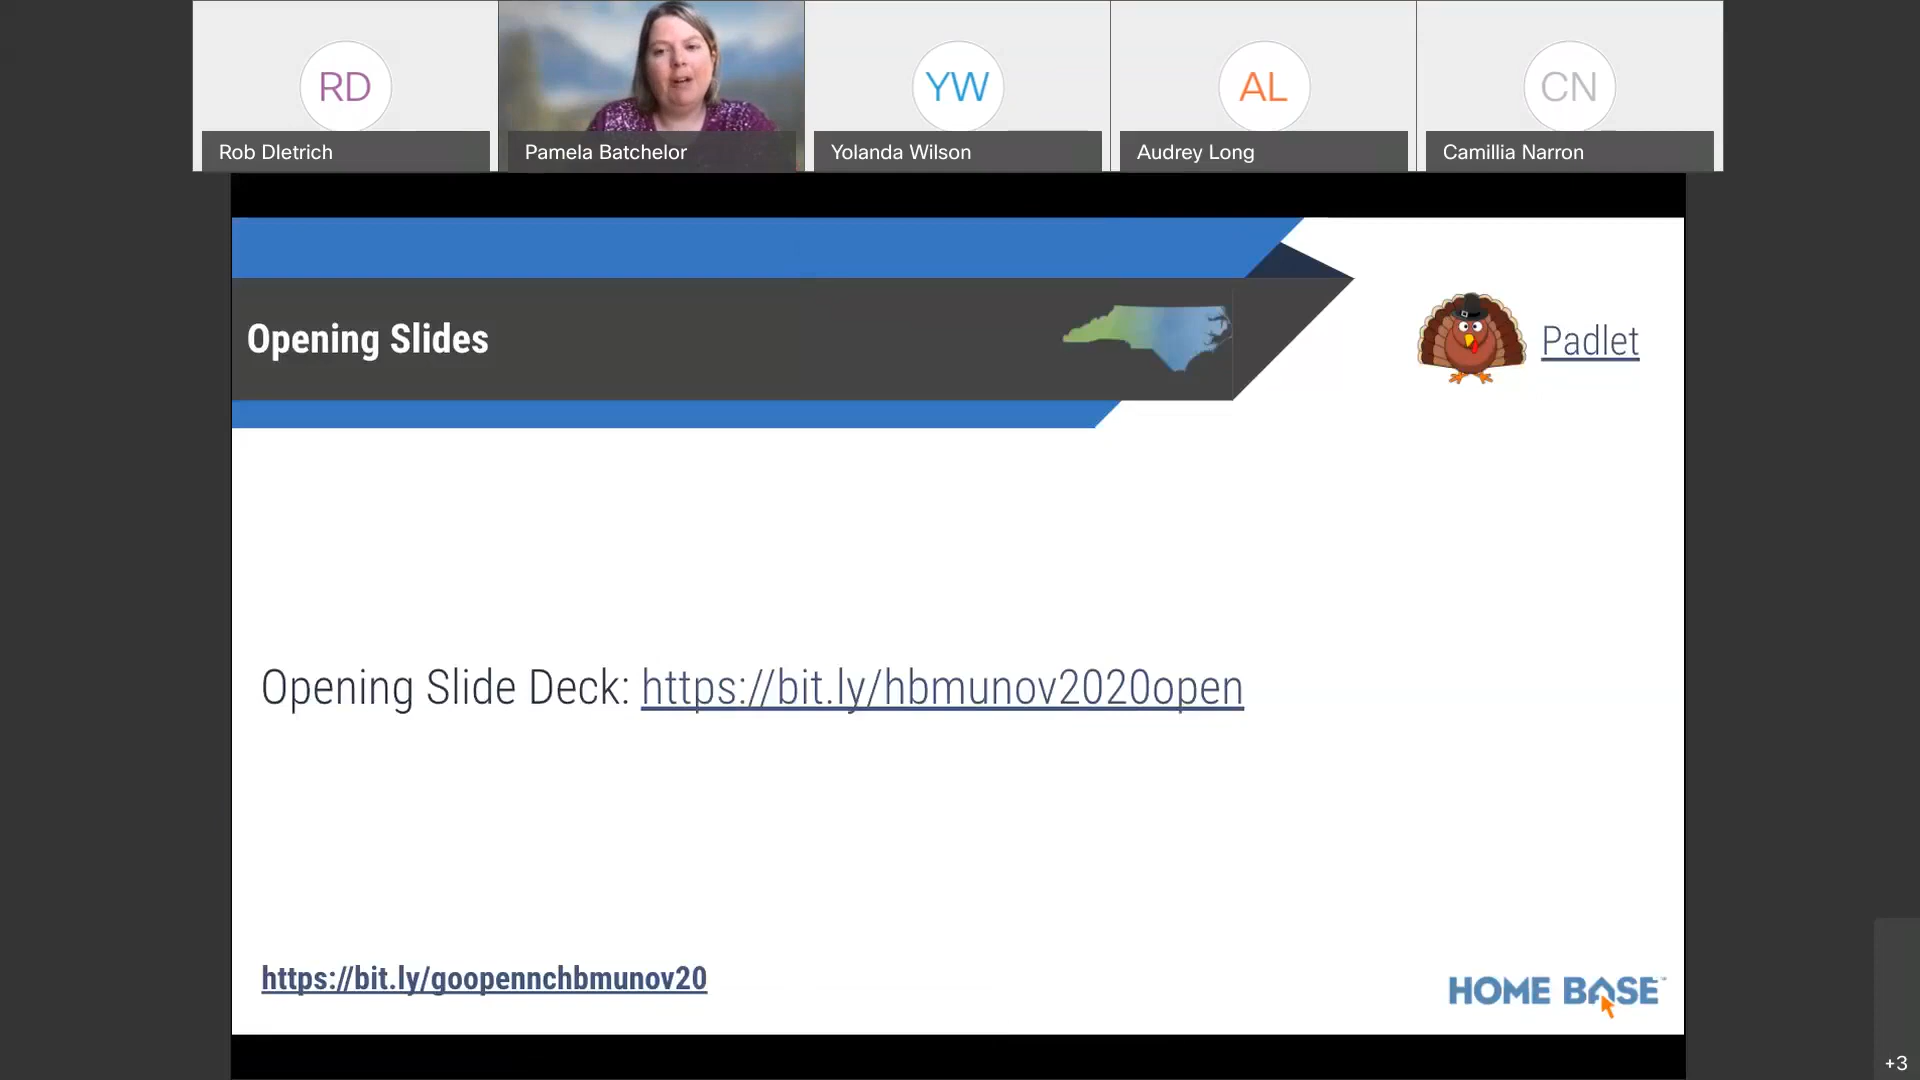 RD
YW
AL
CN
Rob Dletrich
Pamela Batchelor
Yolanda Wilson
Audrey Long
Camillia Narron
Opening Slides
Padlet
Opening Slide Deck: https://bit.ly/hbmunov2020open
https://bit.ly/goopennchbmunov20
HOME BASE™
+3